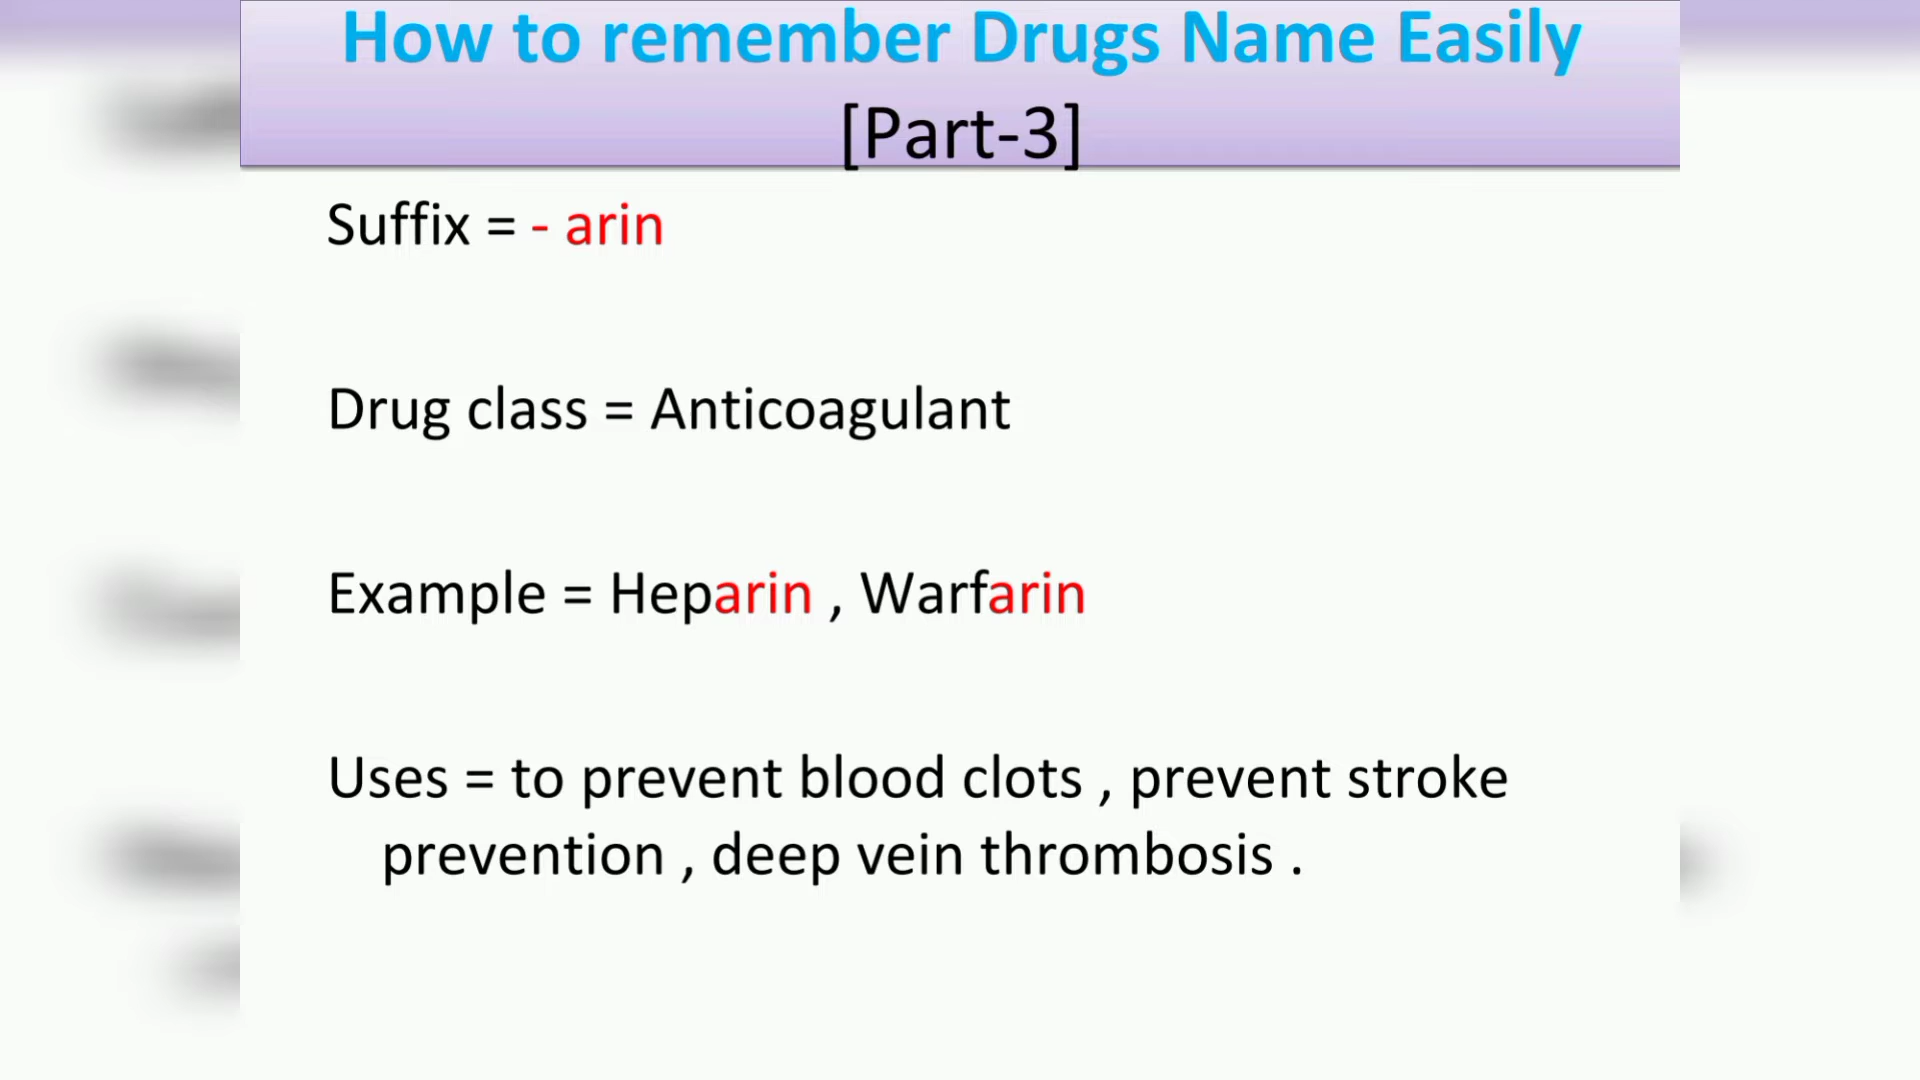 How to remember Drugs Name Easily
[Part-3]
Suffix = - arin
Drug class = Anticoagulant
Example = Heparin , Warfarin
Uses = to prevent blood clots , prevent stroke
prevention , deep vein thrombosis .